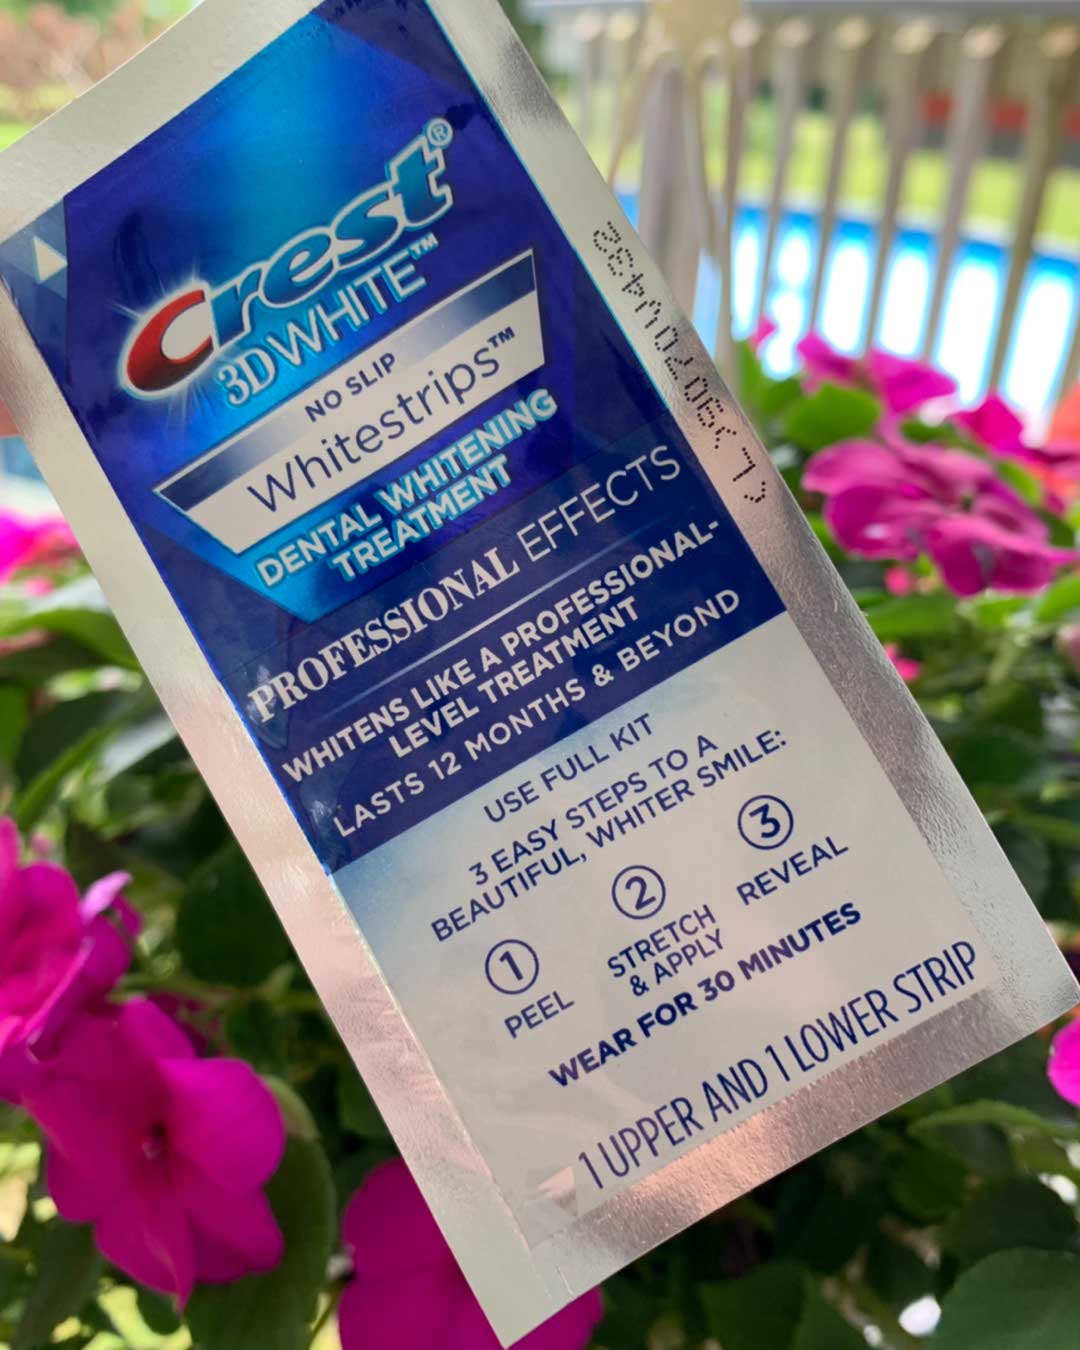 Crest®
3D WHITE™
NO SLIP
Whitestrips™
DENTAL WHITENING
TREATMENT
PROFESSIONAL EFFECTS
WHITENS LIKE A PROFESSIONAL-
LEVEL TREATMENT
LASTS 12 MONTHS & BEYOND
USE FULL KIT
3 EASY STEPS TO A
BEAUTIFUL, WHITER SMILE:
1
PEEL
2
STRETCH
& APPLY
3
REVEAL
WEAR FOR 30 MINUTES
1 UPPER AND 1 LOWER STRIP